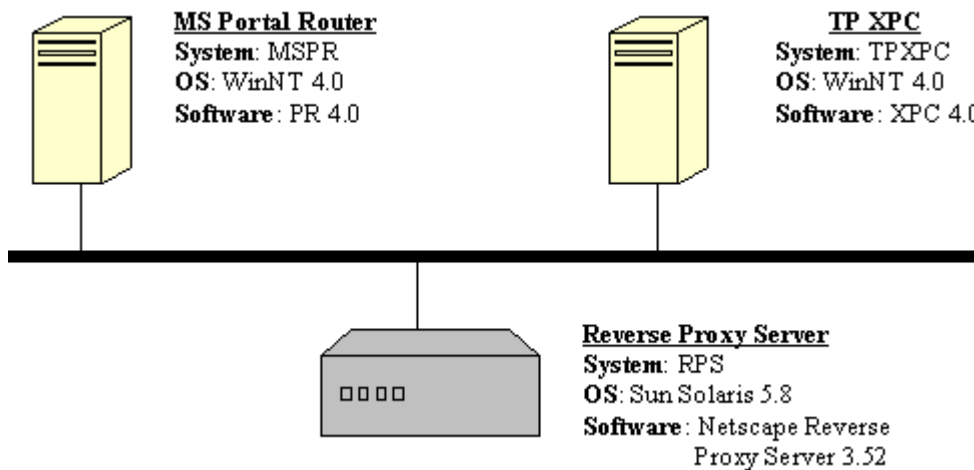 MS Portal Router
System: MSPR
OS: WinNT 4.0
Software: PR 4.0
TP XPC
System: TPXPC
OS: WinNT 4.0
Software: XPC 4.0
Reverse Proxy Server
System: RPS
OS: Sun Solaris 5.8
Software: Netscape Reverse
Proxy Server 3.52